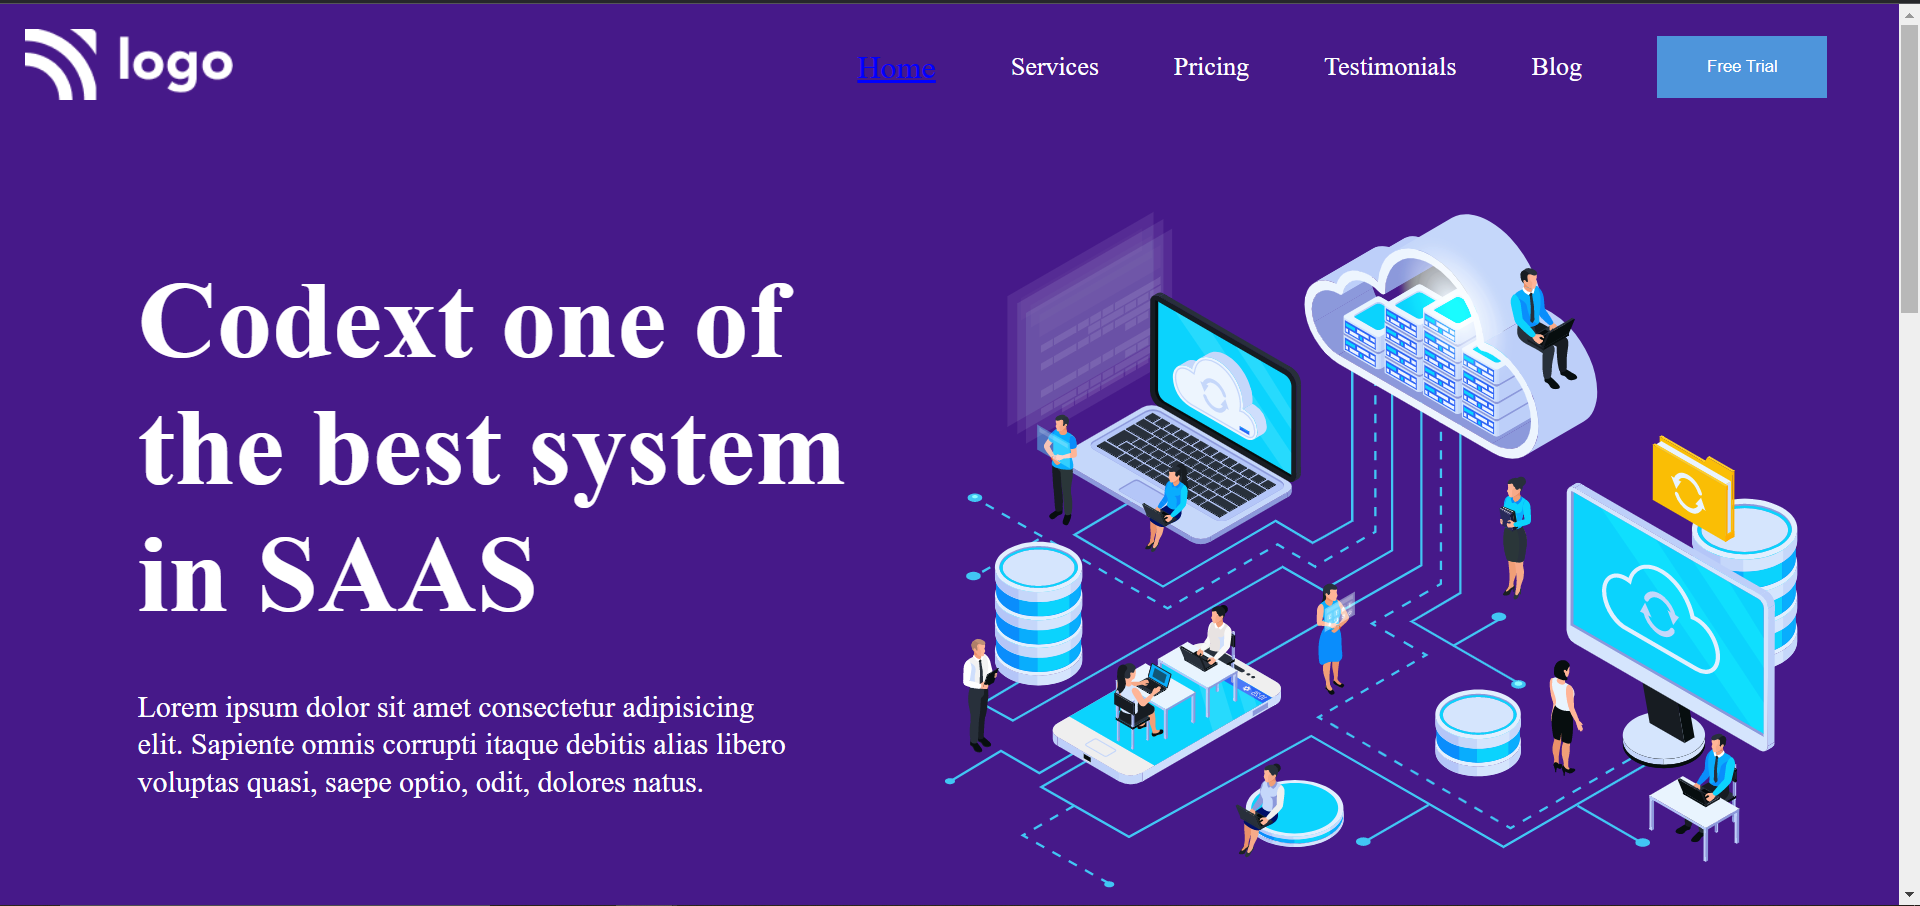 logo
Home Services Pricing Testimonials Blog Free Trial
Codext one of
the best system
in SAAS
Lorem ipsum dolor sit amet consectetur adipisicing
elit. Sapiente omnis corrupti itaque debitis alias libero
voluptas quasi, saepe optio, odit, dolores natus.